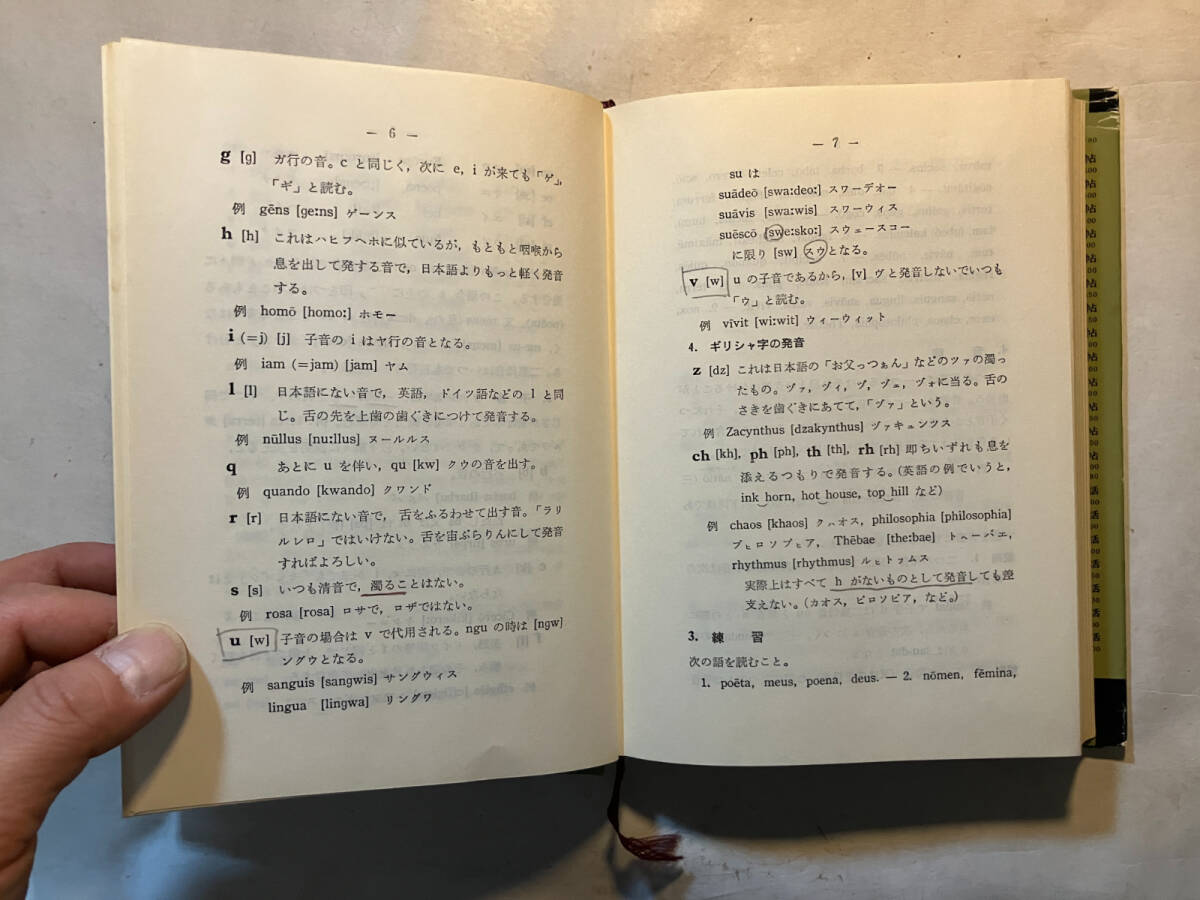 — 6 —
g [g] ガ行の音。c と同じく，次に e, i が来ても「ゲ」，
「ギ」と読む。
例 gēns [ge:ns] ゲーンス
h [h] これはハヒフヘホに似ているが，もともと咽喉から
息を出して発する音で，日本語よりもっと軽く発音
する。
例 homō [homo:] ホモー
i (=j) [j] 子音の i はヤ行の音となる。
例 iam (=jam) [jam] ヤム
l [l] 日本語にない音で，英語，ドイツ語などの l と同
じ。舌の先を上歯の歯ぐきにつけて発音する。
例 nūllus [nu:llus] ヌールルス
q あとに u を伴い，qu [kw] クウの音を出す。
例 quando [kwando] クワンド
r [r] 日本語にない音で，舌をふるわせて出す音。「ラリ
ルレロ」ではいけない。舌を宙ぶらりんにして発音
すればよろしい。
s [s] いつも清音で，濁ることはない。
例 rosa [rosa] ロサで，ロザではない。
u [w] 子音の場合は v で代用される。ngu の時は [ŋgw]
ングウとなる。
例 sanguis [saŋgwis] サングウィス
lingua [liŋgwa] リングワ
— 7 —
su は
suādeō [swa:deo:] スワーデオー
suāvis [swa:wis] スワーウィス
suēscō [swe:sko:] スウェースコー
に限り [sw] スウとなる。
v [w] u の子音であるから，[v] ヴと発音しないでいつも
「ウ」と読む。
例 vīvit [wi:wit] ウィーウィット
4. ギリシャ字の発音
z [dz] これは日本語の「お父っつぁん」などのツァの濁っ
たもの。ヅァ，ヅィ，ヅ，ヅェ，ヅォに当る。舌の
さきを歯ぐきにあてて，「ヅァ」という。
例 Zacynthus [dzakynthus] ヅァキュンツス
ch [kh], ph [ph], th [th], rh [rh] 即ちいずれも息を
添えるつもりで発音する。（英語の例でいうと，
ink‿horn, hot‿house, top‿hill など）
例 chaos [khaos] クハオス，philosophia [philosophia]
プヒロソプヒア，Thēbae [the:bae] トヘーバエ，
rhythmus [rhythmus] ルヒトゥムス
実際上はすべて h がないものとして発音しても差
支えない。（カオス，ピロソピア，など。）
3. 練習
次の語を読むこと。
1. poēta, meus, poena, deus. — 2. nōmen, fēmina,